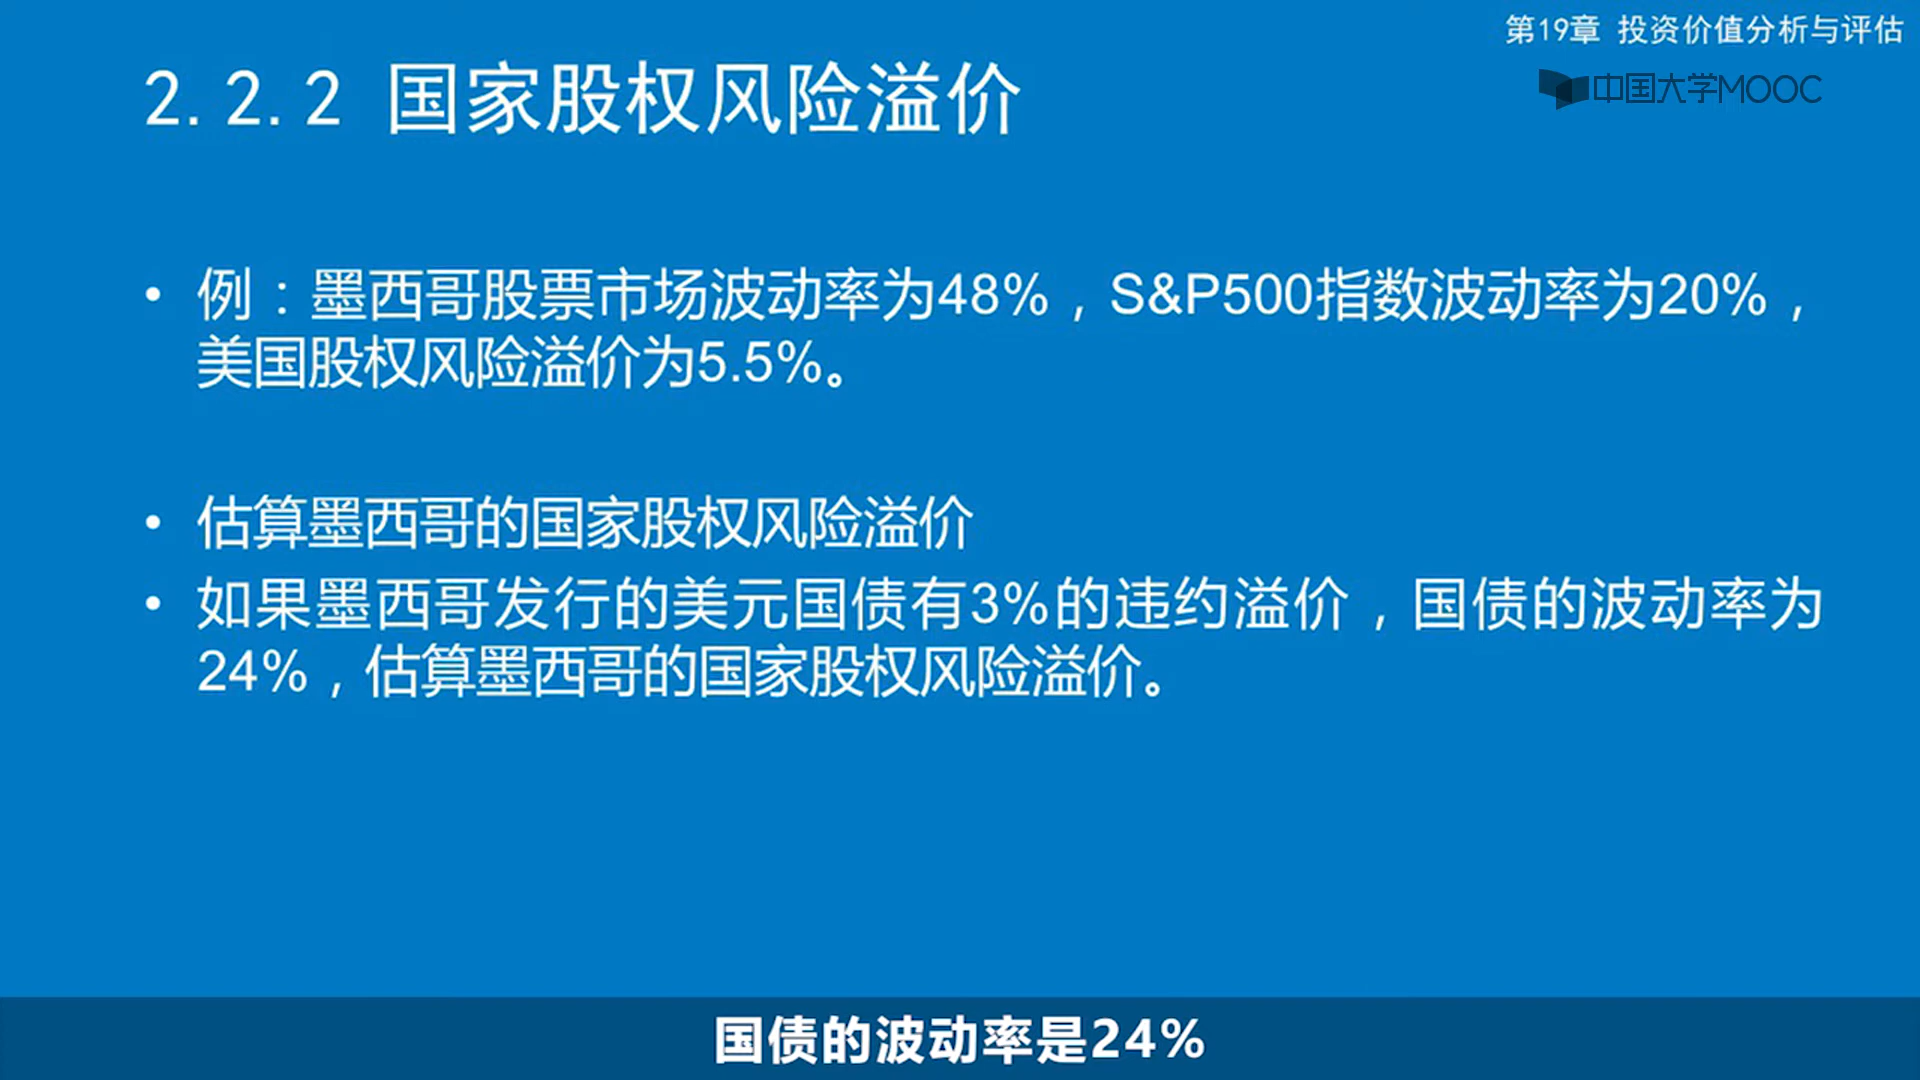 第19章 投资价值分析与评估
中国大学MOOC
2.2.2 国家股权风险溢价
• 例：墨西哥股票市场波动率为48%，S&P500指数波动率为20%，
美国股权风险溢价为5.5%。
• 估算墨西哥的国家股权风险溢价
• 如果墨西哥发行的美元国债有3%的违约溢价，国债的波动率为
24%，估算墨西哥的国家股权风险溢价。
国债的波动率是24%